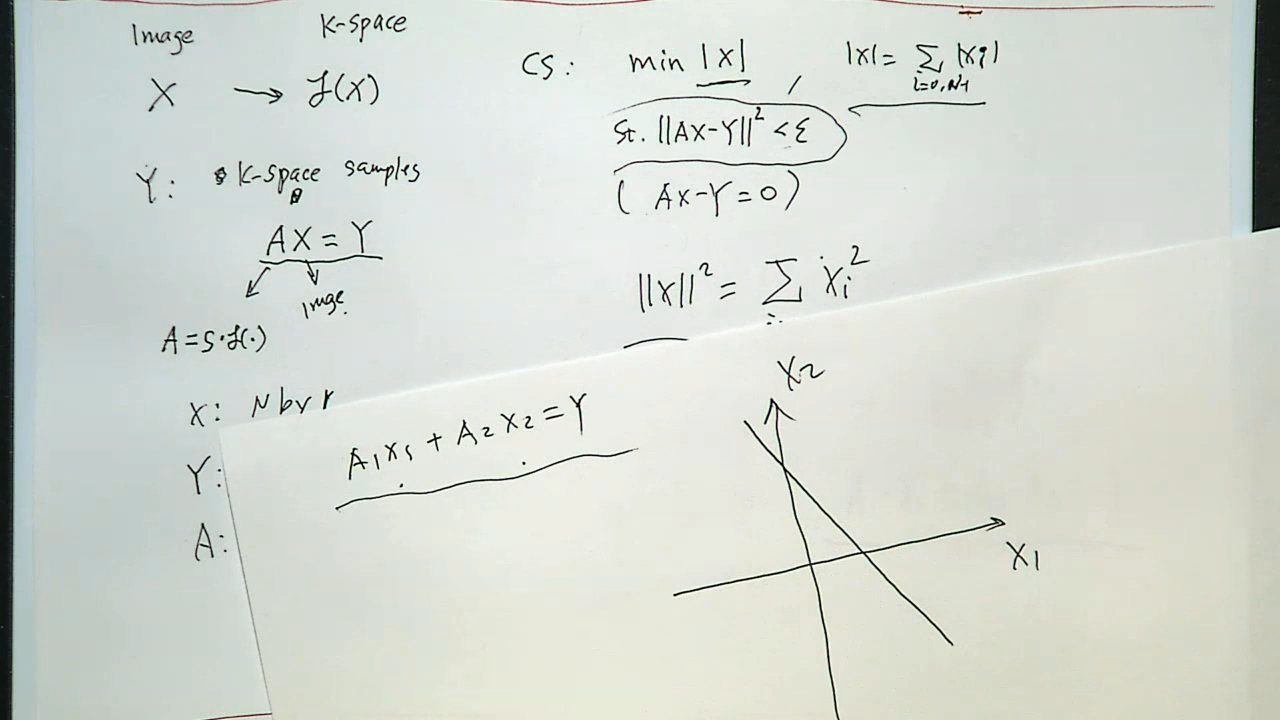 Image K-space
X → ℱ(X)
Y: K-space samples
AX = Y
Image
A = S·ℱ(·)
X: N by 1
Y:
A:
CS: min |X| , |X| = Σ |Xi|
i=0,N-1
St. ||AX-Y||² < ε
( AX-Y = 0 )
||X||² = Σ Xi²
i
A1X1 + A2X2 = Y
X2
X1